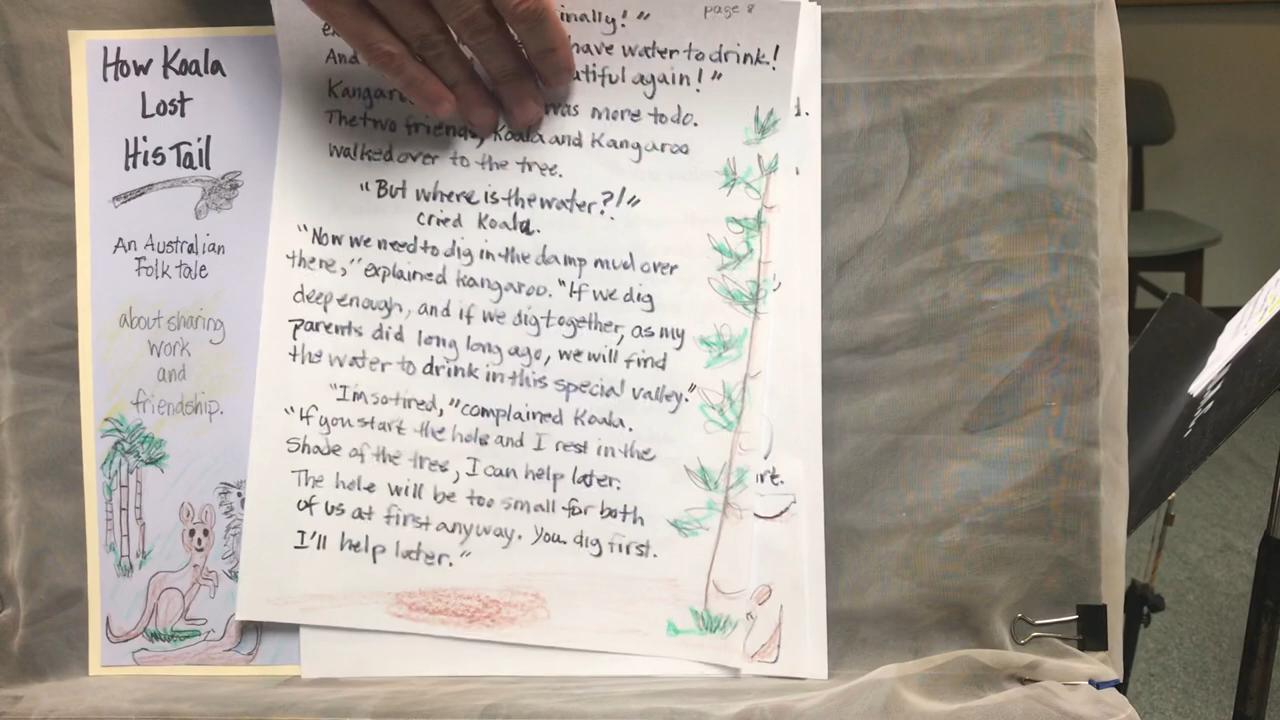 How Koala
Lost
His Tail
An Australian
Folk tale
about sharing
work
and
friendship.
page 8
inally!"
have water to drink!
And
utiful again!"
Kangaro was more to do.
The two friends, Koala and Kangaroo
walked over to the tree.
"But where is the water?!"
cried Koala.
"Now we need to dig in the damp mud over
there," explained Kangaroo. "If we dig
deep enough, and if we dig together, as my
parents did long long ago, we will find
the water to drink in this special valley."
"I'm so tired," complained Koala.
"If you start the hole and I rest in the
Shade of the tree, I can help later.
The hole will be too small for both
of us at first anyway. You dig first.
I'll help later."
d.
irt.